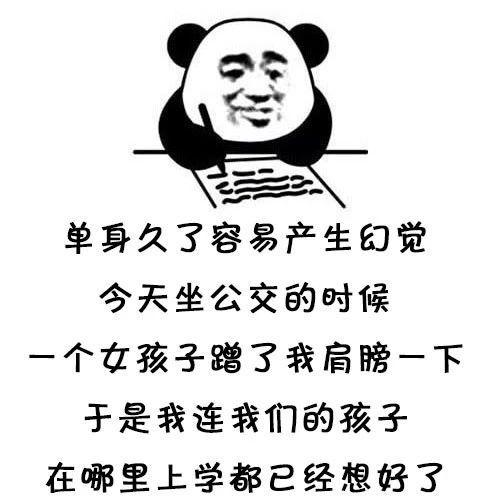 单身久了容易产生幻觉
今天坐公交的时候
一个女孩子蹭了我肩膀一下
于是我连我们的孩子
在哪里上学都已经想好了